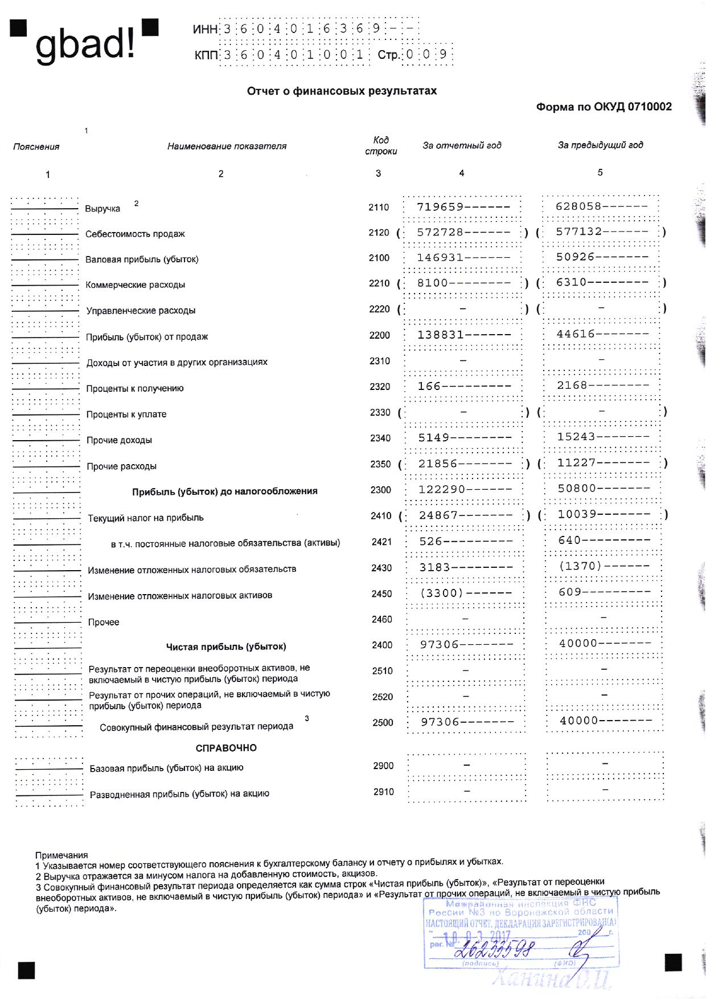 gbad!
ИНН 3604016369--
КПП 360401001 Стр. 009
Отчет о финансовых результатах
Форма по ОКУД 0710002
Пояснения 1 Наименование показателя Код строки За отчетный год За предыдущий год
1 2 3 4 5
Выручка 2 2110 719659------ 628058------
Себестоимость продаж 2120 ( 572728------ ) ( 577132------ )
Валовая прибыль (убыток) 2100 146931------ 50926-------
Коммерческие расходы 2210 ( 8100-------- ) ( 6310-------- )
Управленческие расходы 2220 ( - ) ( - )
Прибыль (убыток) от продаж 2200 138831------ 44616-------
Доходы от участия в других организациях 2310 - -
Проценты к получению 2320 166--------- 2168--------
Проценты к уплате 2330 ( - ) ( - )
Прочие доходы 2340 5149-------- 15243-------
Прочие расходы 2350 ( 21856------- ) ( 11227------- )
Прибыль (убыток) до налогообложения 2300 122290------ 50800-------
Текущий налог на прибыль 2410 ( 24867------- ) ( 10039------- )
в т.ч. постоянные налоговые обязательства (активы) 2421 526--------- 640---------
Изменение отложенных налоговых обязательств 2430 3183-------- (1370)------
Изменение отложенных налоговых активов 2450 (3300)------ 609---------
Прочее 2460 - -
Чистая прибыль (убыток) 2400 97306------- 40000-------
Результат от переоценки внеоборотных активов, не
включаемый в чистую прибыль (убыток) периода 2510 - -
Результат от прочих операций, не включаемый в чистую
прибыль (убыток) периода 2520 - -
Совокупный финансовый результат периода 3 2500 97306------- 40000-------
СПРАВОЧНО
Базовая прибыль (убыток) на акцию 2900 - -
Разводненная прибыль (убыток) на акцию 2910 - -
Примечания
1 Указывается номер соответствующего пояснения к бухгалтерскому балансу и отчету о прибылях и убытках.
2 Выручка отражается за минусом налога на добавленную стоимость, акцизов.
3 Совокупный финансовый результат периода определяется как сумма строк «Чистая прибыль (убыток)», «Результат от переоценки
внеоборотных активов, не включаемый в чистую прибыль (убыток) периода» и «Результат от прочих операций, не включаемый в чистую прибыль
(убыток) периода».
Межрайонная инспекция ФНС
России №3 по Воронежской области
НАСТОЯЩИЙ ОТЧЕТ, ДЕКЛАРАЦИЯ ЗАРЕГИСТРИРОВАН(А)
" 10 03 2017 200 г.
рег. № 26233598
(подпись) (ФИО)
Ханина О.И.